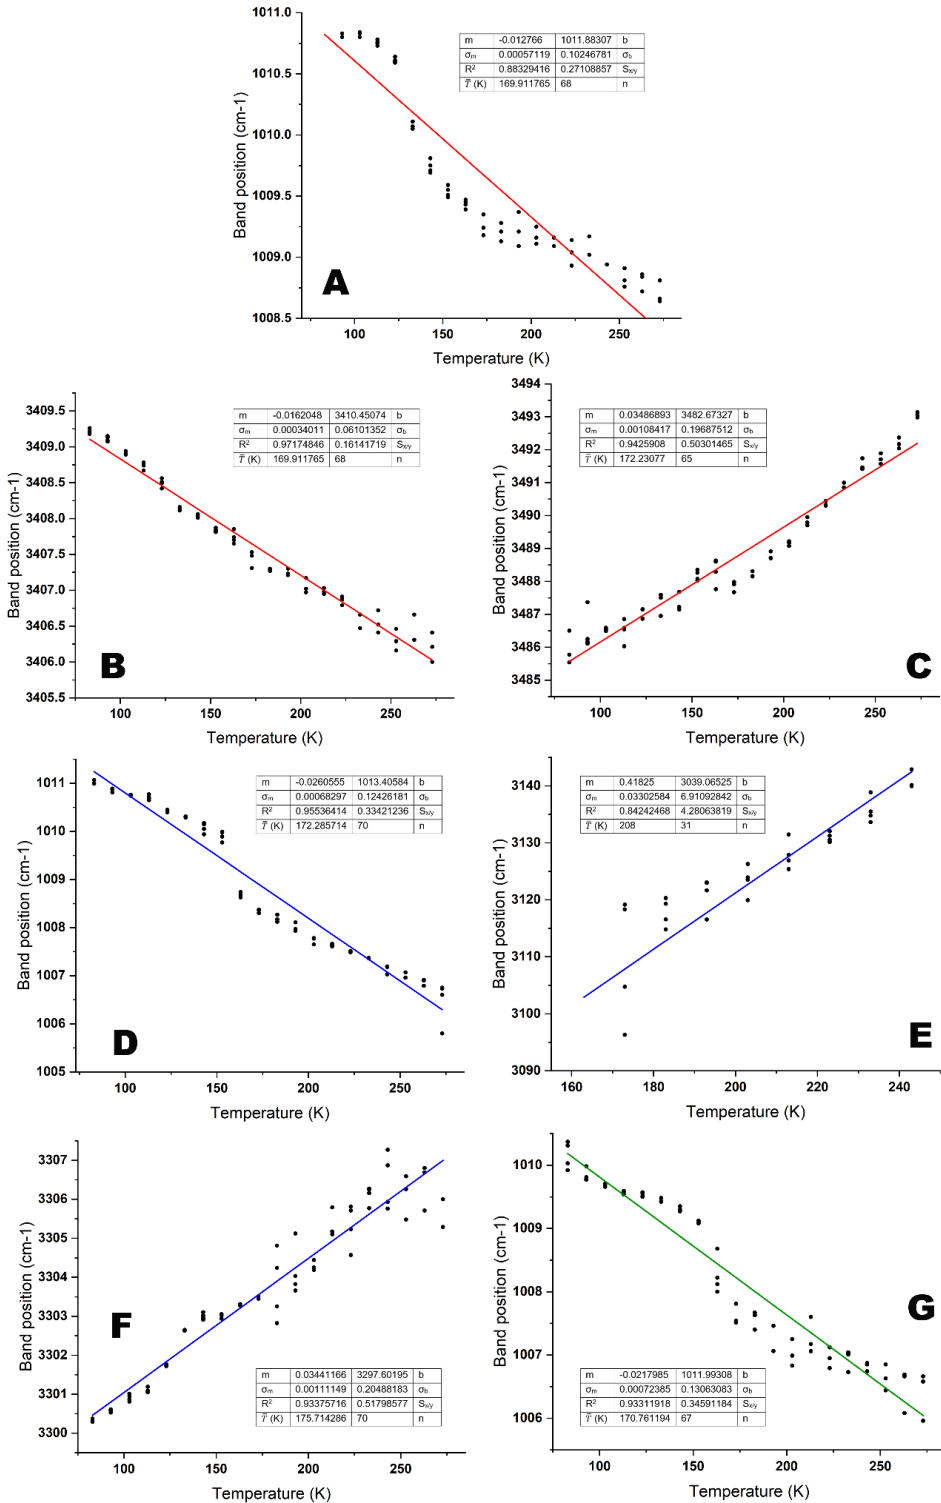 1011.0
1010.5
1010.0
1009.5
1009.0
1008.5
Band position (cm-1)
m -0.012766 1011.88307 b
σm 0.00057119 0.10246781 σb
R² 0.88329416 0.27108857 Sx/y
T̅ (K) 169.911765 68 n
A
100 150 200 250
Temperature (K)
3409.5
3409.0
3408.5
3408.0
3407.5
3407.0
3406.5
3406.0
3405.5
Band position (cm-1)
m -0.0162048 3410.45074 b
σm 0.00034011 0.06101352 σb
R² 0.97174846 0.16141719 Sx/y
T̅ (K) 169.911765 68 n
B
100 150 200 250
Temperature (K)
3494
3493
3492
3491
3490
3489
3488
3487
3486
3485
Band position (cm-1)
m 0.03486893 3482.67327 b
σm 0.00108417 0.19687512 σb
R² 0.9425908 0.50301465 Sx/y
T̅ (K) 172.23077 65 n
C
100 150 200 250
Temperature (K)
1011
1010
1009
1008
1007
1006
1005
Band position (cm-1)
m -0.0260555 1013.40584 b
σm 0.00068297 0.12426181 σb
R² 0.95536414 0.33421236 Sx/y
T̅ (K) 172.285714 70 n
D
100 150 200 250
Temperature (K)
3140
3130
3120
3110
3100
3090
Band position (cm-1)
m 0.41825 3039.06525 b
σm 0.03302584 6.91092842 σb
R² 0.84242468 4.28063819 Sx/y
T̅ (K) 208 31 n
E
160 180 200 220 240
Temperature (K)
3307
3306
3305
3304
3303
3302
3301
3300
Band position (cm-1)
F
m 0.03441166 3297.60195 b
σm 0.00111149 0.20488183 σb
R² 0.93375716 0.51798577 Sx/y
T̅ (K) 175.714286 70 n
100 150 200 250
Temperature (K)
1010
1009
1008
1007
1006
Band position (cm-1)
G
m -0.0217985 1011.99308 b
σm 0.00072385 0.13063083 σb
R² 0.93311918 0.34591184 Sx/y
T̅ (K) 170.761194 67 n
100 150 200 250
Temperature (K)